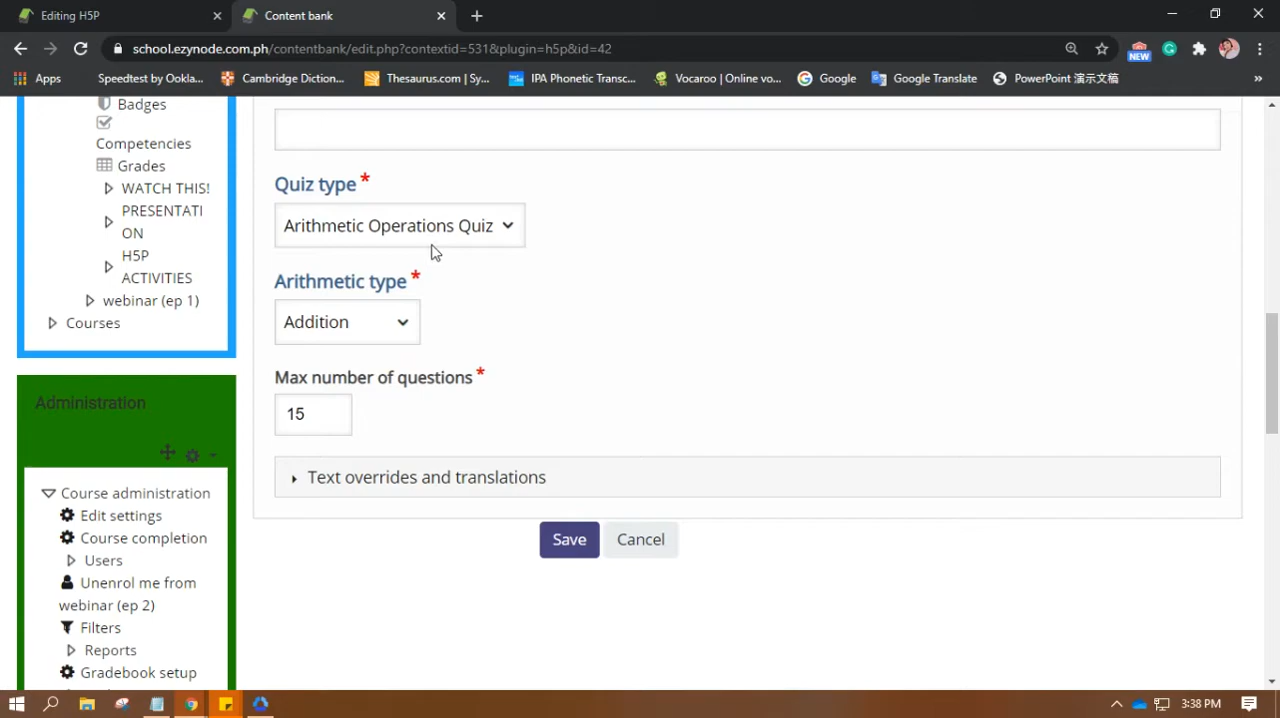 Editing H5P
Content bank
school.ezynode.com.ph/contentbank/edit.php?contextid=531&plugin=h5p&id=42
NEW
Apps
Speedtest by Ookla...
Cambridge Diction...
Thesaurus.com | Sy...
IPA Phonetic Transc...
Vocaroo | Online vo...
Google
Google Translate
PowerPoint 演示文稿
»
Badges
Competencies
Grades
WATCH THIS!
PRESENTATI
ON
H5P
ACTIVITIES
webinar (ep 1)
Courses
Administration
Course administration
Edit settings
Course completion
Users
Unenrol me from
webinar (ep 2)
Filters
Reports
Gradebook setup
Quiz type *
Arithmetic Operations Quiz
Arithmetic type *
Addition
Max number of questions *
15
Text overrides and translations
Save
Cancel
3:38 PM